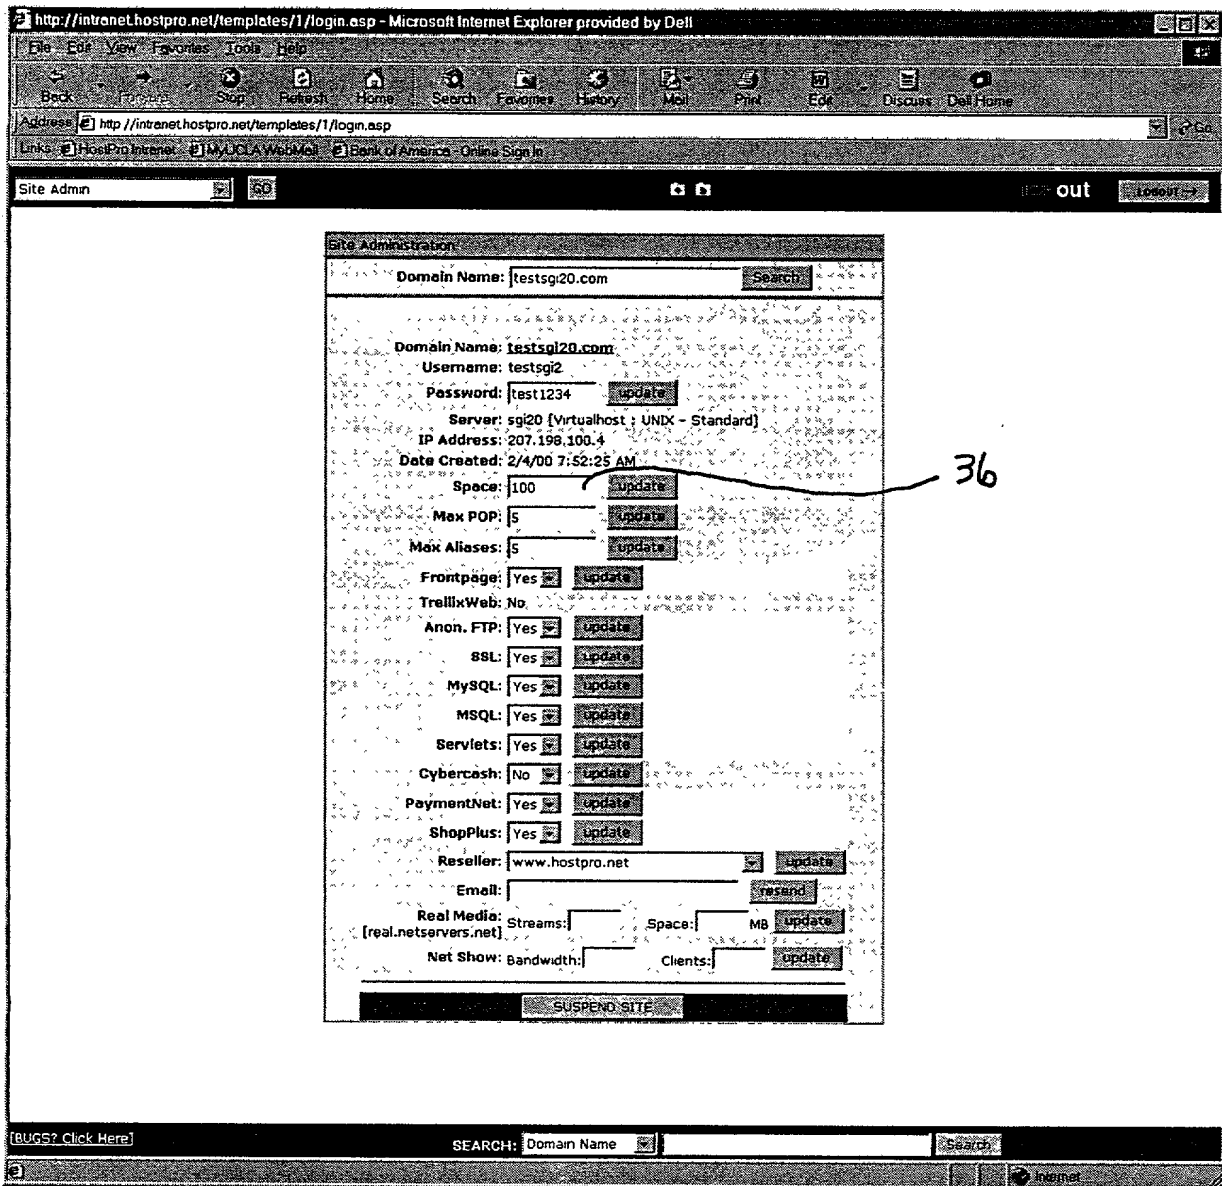 http://intranet.hostpro.net/templates/1/login.asp - Microsoft Internet Explorer provided by Dell
File Edit View Favorites Tools Help
Back Forward Stop Refresh Home Search Favorites History Mail Print Edit Discuss Dell Home
Address http //intranet.hostpro.net/templates/1/login.asp Go
Links HostPro Intranet MyUCLA WebMail Bank of America - Online Sign In
Site Admin GO out LOGOUT →
Site Administration
Domain Name: testsgi20.com Search
Domain Name: testsgi20.com
Username: testsgi2
Password: test1234 update
Server: sgi20 [Virtualhost : UNIX - Standard]
IP Address: 207.198.100.4
Date Created: 2/4/00 7:52:25 AM
36
Space: 100 update
Max POP: 5 update
Max Aliases: 5 update
Frontpage: Yes update
TrellixWeb: No
Anon. FTP: Yes update
SSL: Yes update
MySQL: Yes update
MSQL: Yes update
Servlets: Yes update
Cybercash: No update
PaymentNet: Yes update
ShopPlus: Yes update
Reseller: www.hostpro.net update
Email: resend
Real Media: Streams: Space: MB update
[real.netservers.net]
Net Show: Bandwidth: Clients: update
SUSPEND SITE
[BUGS? Click Here]
SEARCH: Domain Name Search
Internet